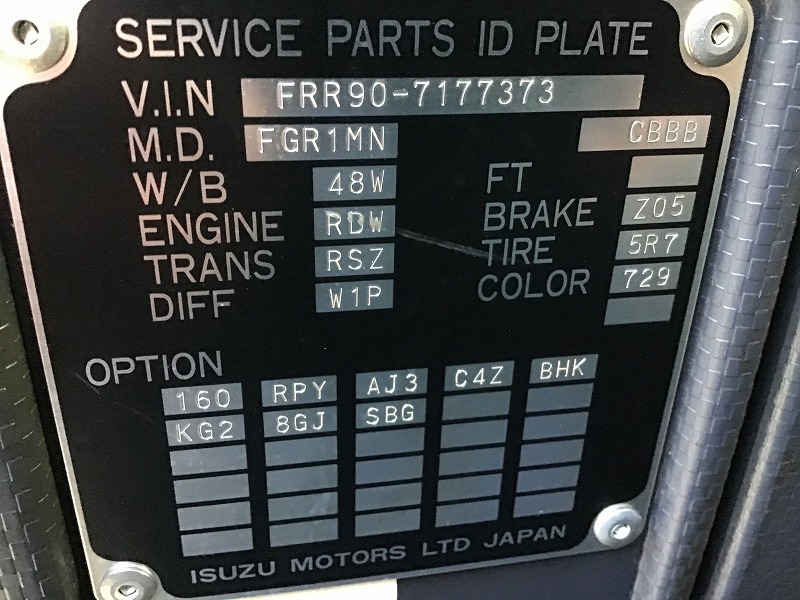 SERVICE PARTS ID PLATE
V.I.N FRR90-7177373
M.D. FGR1MN CBBB
W/B 48W FT
ENGINE RDW BRAKE Z05
TRANS RSZ TIRE 5R7
DIFF W1P COLOR 729
OPTION
160 RPY AJ3 C4Z BHK
KG2 8GJ SBG
ISUZU MOTORS LTD JAPAN